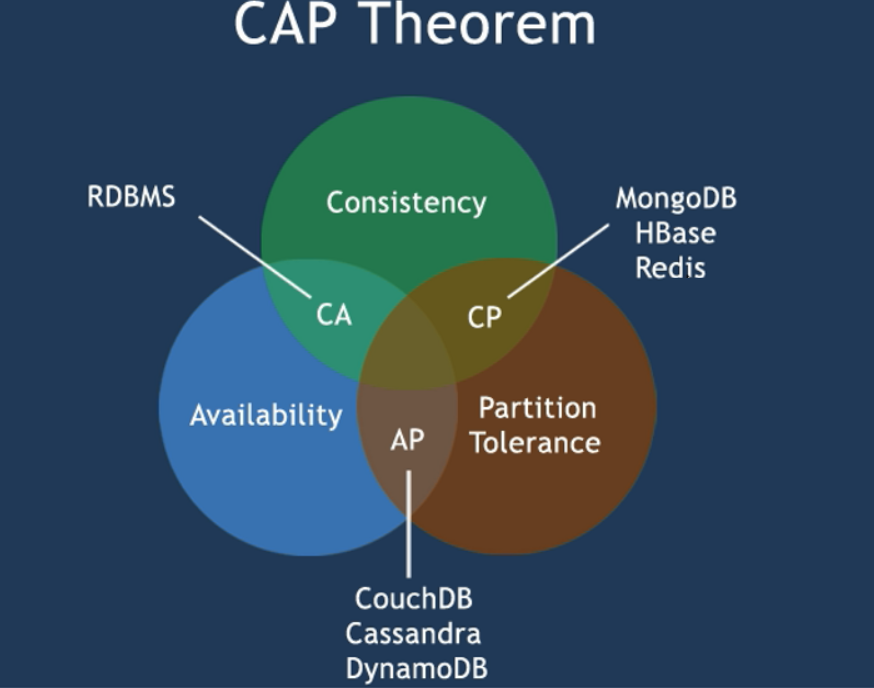 CAP Theorem
RDBMS
Consistency
MongoDB
HBase
Redis
CA
CP
Availability
Partition
Tolerance
AP
CouchDB
Cassandra
DynamoDB